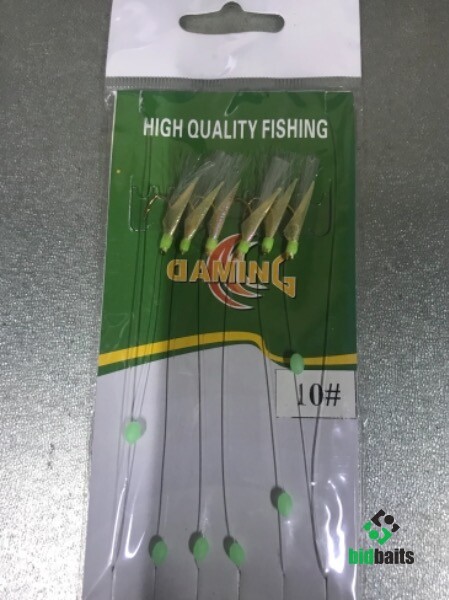 HIGH QUALITY FISHING
DAMING
10#
bidbaits